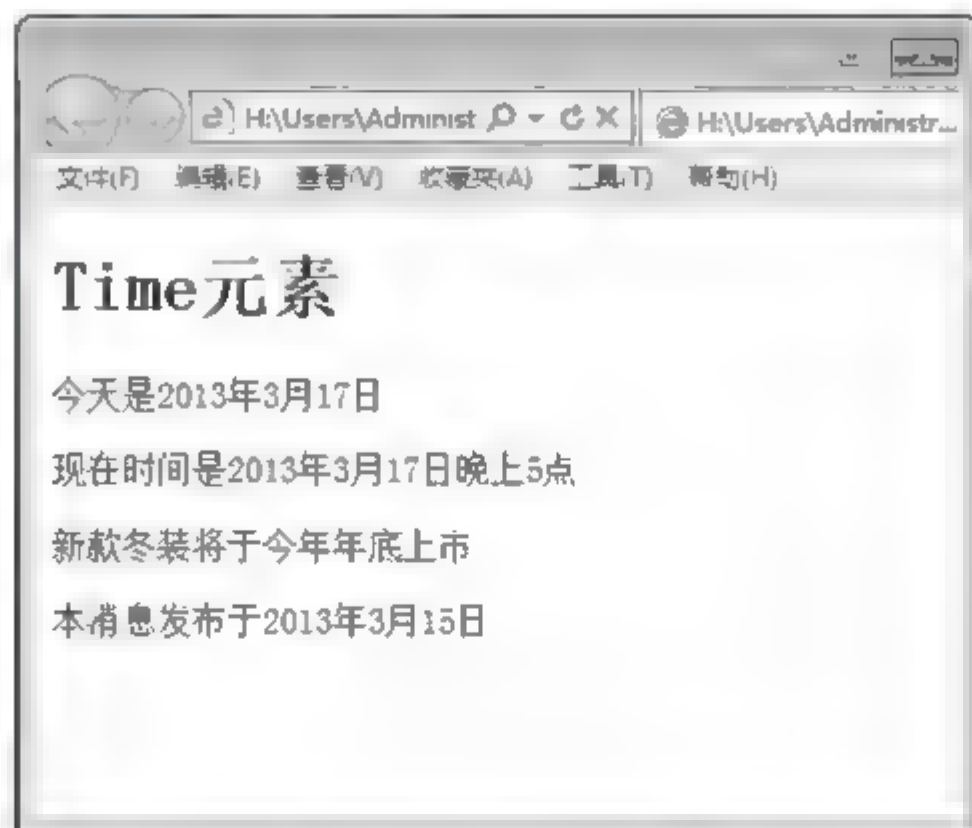 H:\Users\Administ
H:\Users\Administr...
文件(F) 编辑(E) 查看(V) 收藏夹(A) 工具(T) 帮助(H)
Time元素
今天是2013年3月17日
现在时间是2013年3月17日晚上5点
新款冬装将于今年年底上市
本消息发布于2013年3月15日